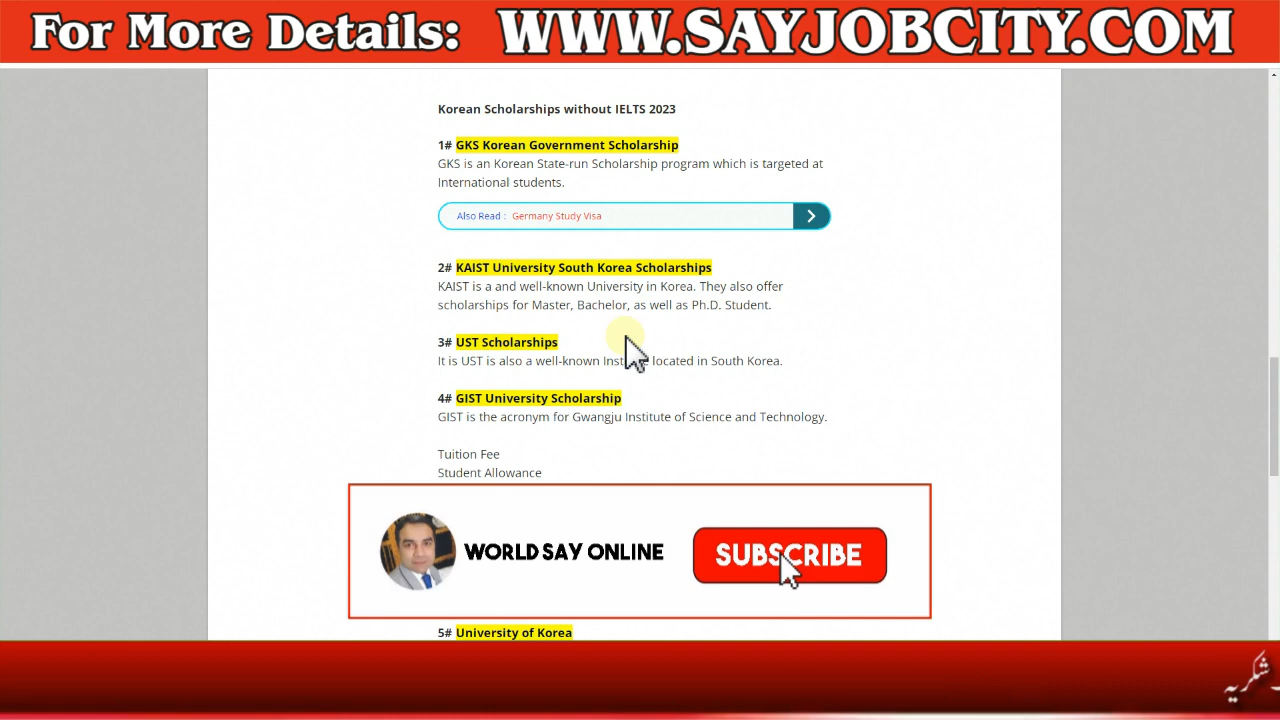 For More Details: WWW.SAYJOBCITY.COM
Korean Scholarships without IELTS 2023
1# GKS Korean Government Scholarship
GKS is an Korean State-run Scholarship program which is targeted at
International students.
Also Read : Germany Study Visa
2# KAIST University South Korea Scholarships
KAIST is a and well-known University in Korea. They also offer
scholarships for Master, Bachelor, as well as Ph.D. Student.
3# UST Scholarships
It is UST is also a well-known located in South Korea.
4# GIST University Scholarship
GIST is the acronym for Gwangju Institute of Science and Technology.
Tuition Fee
Student Allowance
WORLD SAY ONLINE
SUBSCRIBE
5# University of Korea
شکریہ